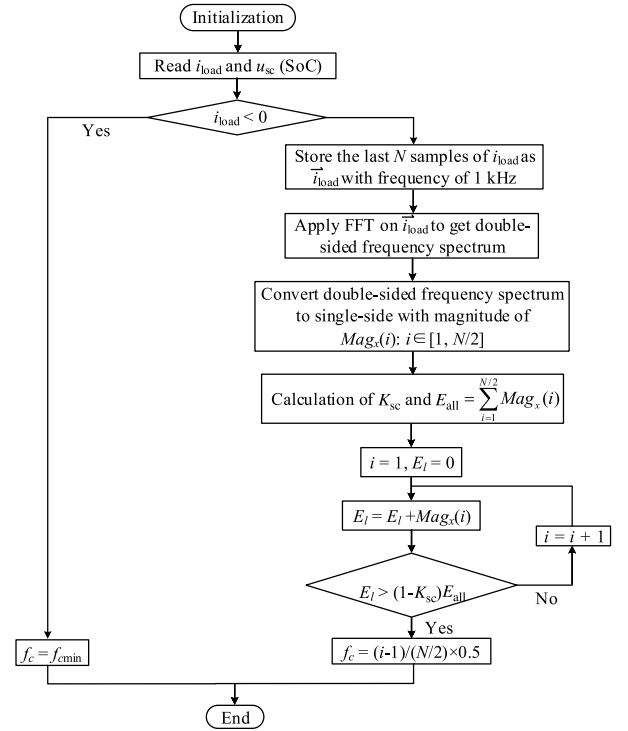 Initialization
Read i_load and u_sc (SoC)
i_load < 0
Yes
Store the last N samples of i_load as
i⃗_load with frequency of 1 kHz
Apply FFT on i⃗_load to get double-
sided frequency spectrum
Convert double-sided frequency spectrum
to single-side with magnitude of
Mag_x(i): i∈[1, N/2]
Calculation of K_sc and E_all = ∑_{i=1}^{N/2} Mag_x(i)
i = 1, E_l = 0
E_l = E_l +Mag_x(i)
i = i + 1
E_l > (1-K_sc)E_all
No
Yes
f_c = f_cmin
f_c = (i-1)/(N/2)×0.5
End